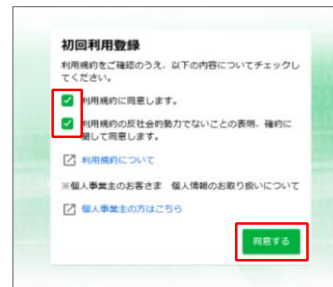 初回利用登録
利用規約をご確認のうえ、以下の内容についてチェックし
てください。
利用規約に同意します。
利用規約の反社会的勢力でないことの表明、確約に
関して同意します。
利用規約について
※個人事業主のお客さま　個人情報のお取り扱いについて
個人事業主の方はこちら
同意する